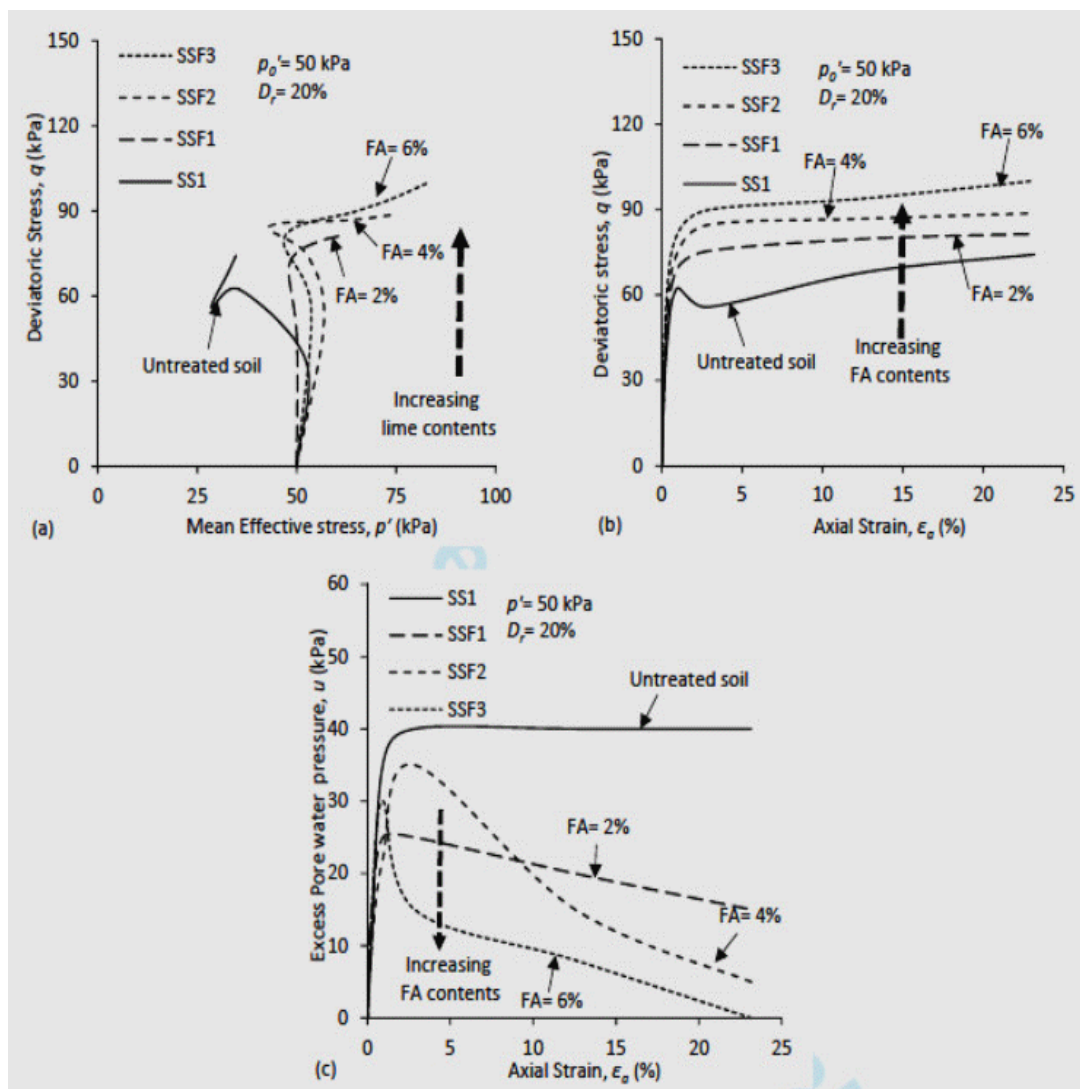 150
120
90
60
30
0
Deviatoric Stress, q (kPa)
SSF3
SSF2
SSF1
SS1
p₀'= 50 kPa
Dᵣ= 20%
FA= 6%
FA= 4%
FA= 2%
Untreated soil
Increasing
lime contents
0
25
50
75
100
(a)
Mean Effective stress, p' (kPa)
150
120
90
60
30
0
Deviatoric stress, q (kPa)
SSF3
SSF2
SSF1
SS1
p₀'= 50 kPa
Dᵣ= 20%
FA= 6%
FA= 4%
FA= 2%
Untreated soil
Increasing
FA contents
0
5
10
15
20
25
(b)
Axial Strain, εₐ (%)
60
50
40
30
20
10
0
Excess Pore water pressure, u (kPa)
SS1
SSF1
SSF2
SSF3
p'= 50 kPa
Dᵣ= 20%
Untreated soil
FA= 2%
FA= 4%
Increasing
FA contents
FA= 6%
0
5
10
15
20
25
(c)
Axial Strain, εₐ (%)